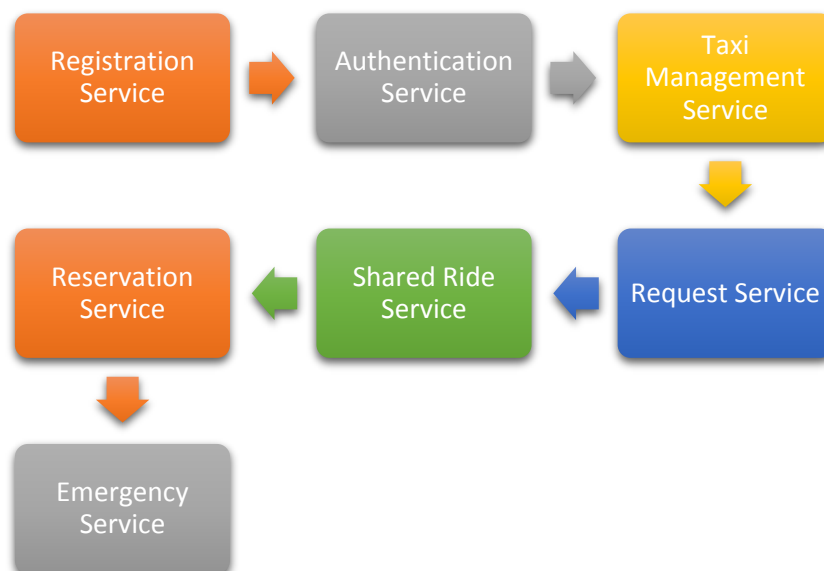 Registration
Service
Authentication
Service
Taxi
Management
Service
Request Service
Shared Ride
Service
Reservation
Service
Emergency
Service